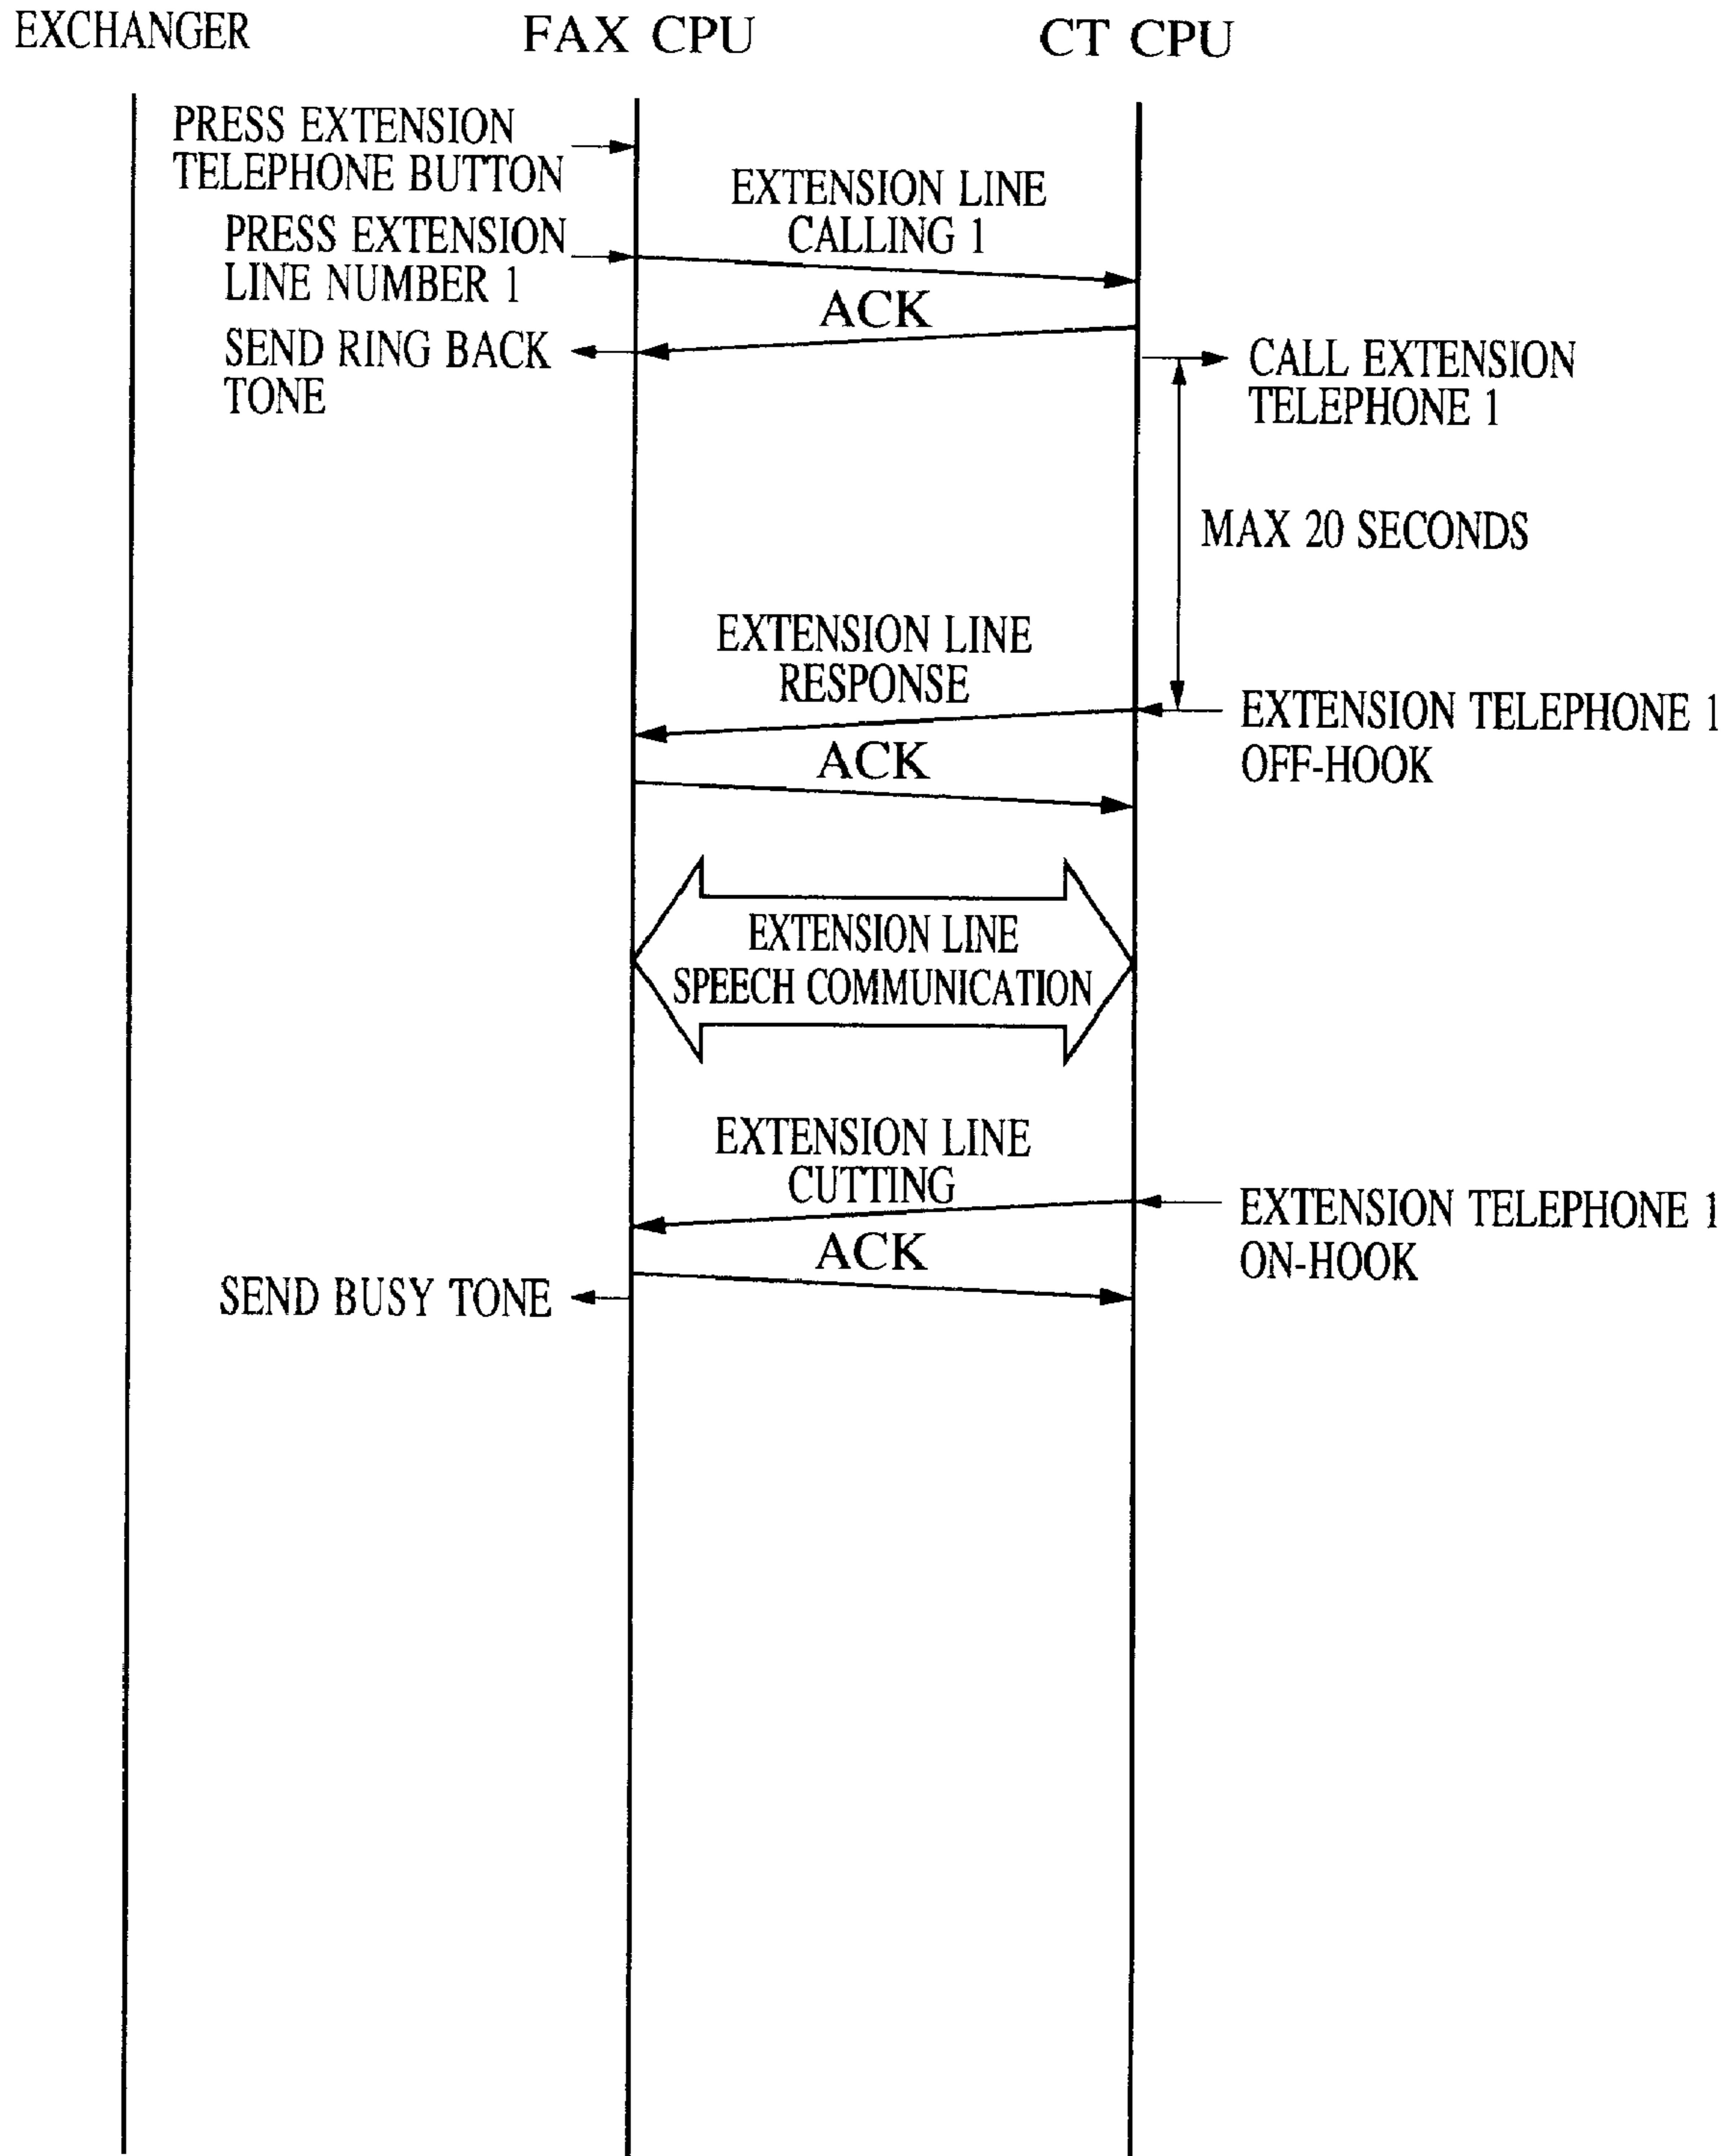 EXCHANGER
FAX CPU
CT CPU
PRESS EXTENSION
TELEPHONE BUTTON
EXTENSION LINE
CALLING 1
PRESS EXTENSION
LINE NUMBER 1
ACK
SEND RING BACK
TONE
CALL EXTENSION
TELEPHONE 1
MAX 20 SECONDS
EXTENSION LINE
RESPONSE
EXTENSION TELEPHONE 1
OFF-HOOK
ACK
EXTENSION LINE
SPEECH COMMUNICATION
EXTENSION LINE
CUTTING
EXTENSION TELEPHONE 1
ON-HOOK
ACK
SEND BUSY TONE